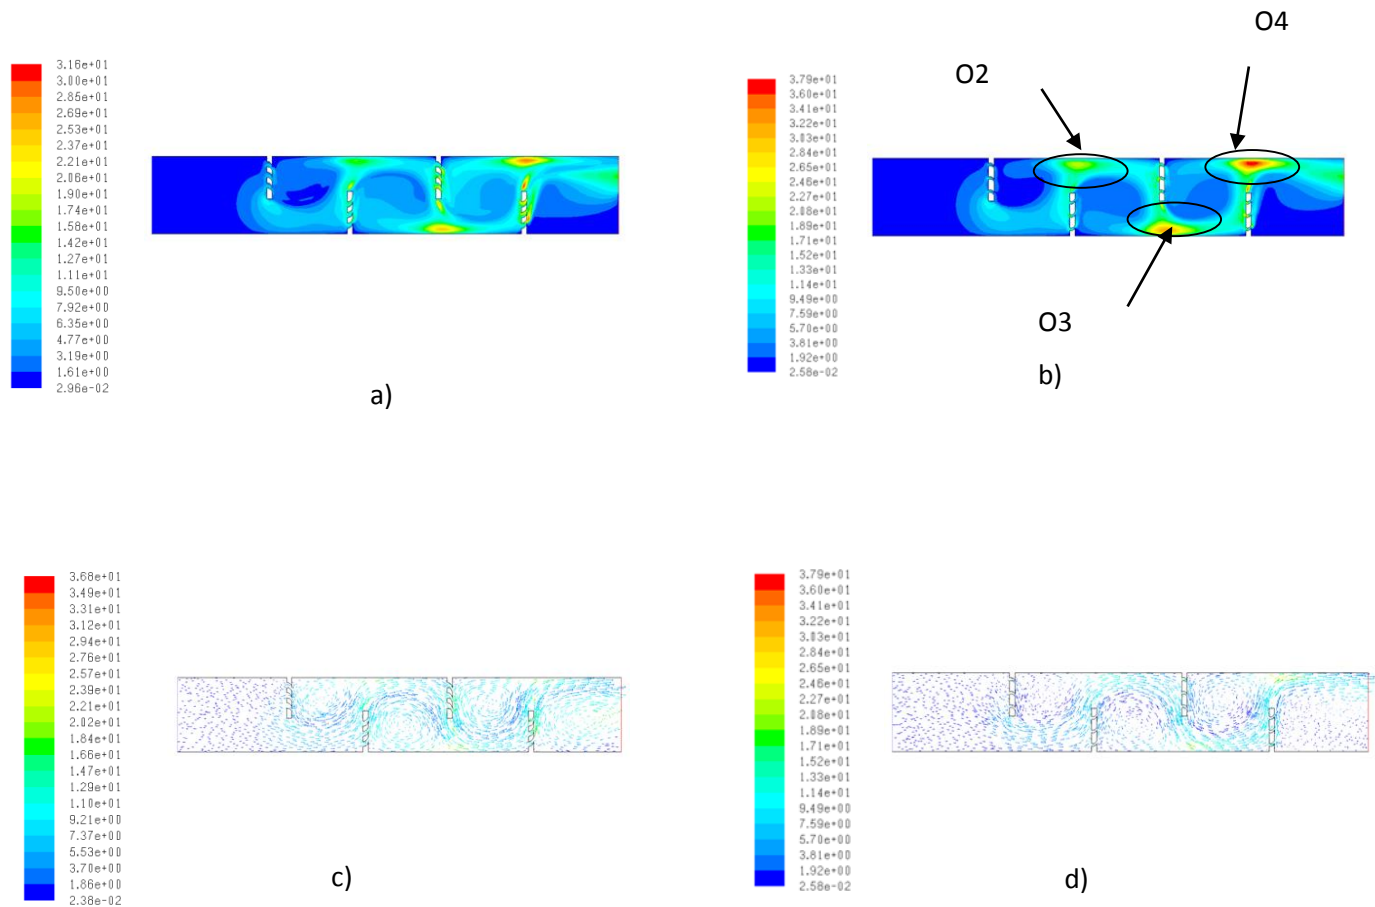 O4
O2
3.16e+01
3.00e+01
2.85e+01
2.69e+01
2.53e+01
2.37e+01
2.21e+01
2.06e+01
1.90e+01
1.74e+01
1.58e+01
1.42e+01
1.27e+01
1.11e+01
9.50e+00
7.92e+00
6.35e+00
4.77e+00
3.19e+00
1.61e+00
2.96e-02
a)
3.79e+01
3.60e+01
3.41e+01
3.22e+01
3.03e+01
2.84e+01
2.65e+01
2.46e+01
2.27e+01
2.08e+01
1.89e+01
1.71e+01
1.52e+01
1.33e+01
1.14e+01
9.49e+00
7.59e+00
5.70e+00
3.81e+00
1.92e+00
2.58e-02
O3
b)
3.68e+01
3.49e+01
3.31e+01
3.12e+01
2.94e+01
2.76e+01
2.57e+01
2.39e+01
2.21e+01
2.02e+01
1.84e+01
1.66e+01
1.47e+01
1.29e+01
1.10e+01
9.21e+00
7.37e+00
5.53e+00
3.70e+00
1.86e+00
2.38e-02
c)
3.79e+01
3.60e+01
3.41e+01
3.22e+01
3.03e+01
2.84e+01
2.65e+01
2.46e+01
2.27e+01
2.08e+01
1.89e+01
1.71e+01
1.52e+01
1.33e+01
1.14e+01
9.49e+00
7.59e+00
5.70e+00
3.81e+00
1.92e+00
2.58e-02
d)